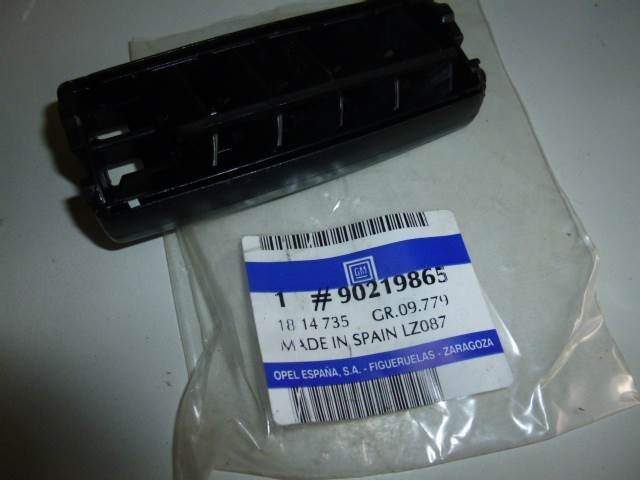 GM
1 #90219865
18 14 735 GR.09.779
MADE IN SPAIN LZ087
OPEL ESPAÑA, S.A. - FIGUERUELAS - ZARAGOZA